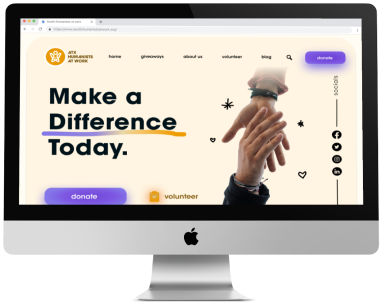 ATX
HUMANISTS
AT WORK
home
giveaways
about us
volunteer
blog
donate
Make a
Difference
Today.
SOCIALS
donate
volunteer